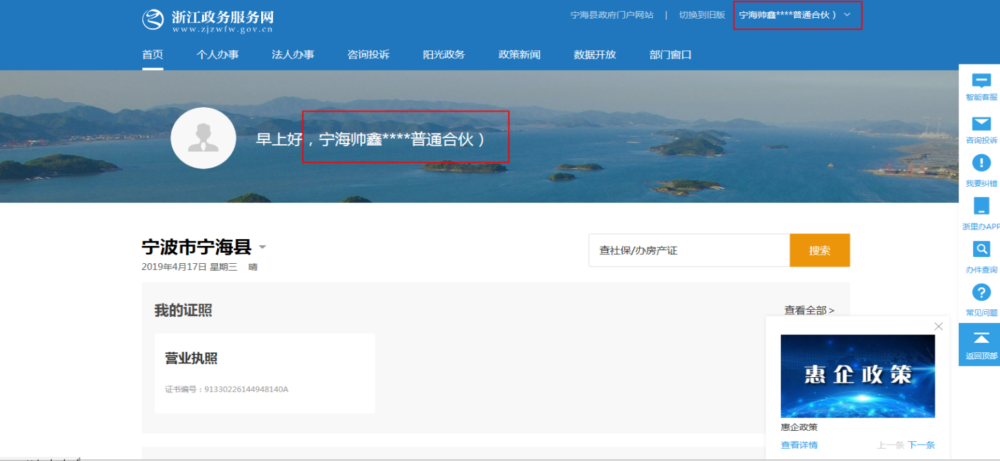 浙江政务服务网
www.zjzwfw.gov.cn
宁海县政府门户网站 | 切换到旧版 宁海帅鑫****普通合伙）
首页 个人办事 法人办事 咨询投诉 阳光政务 政策新闻 数据开放 部门窗口
早上好，宁海帅鑫****普通合伙）
智能客服
咨询投诉
我要纠错
浙里办APP
办件查询
常见问题
返回顶部
宁波市宁海县
2019年4月17日 星期三 晴
查社保/办房产证 搜索
我的证照 查看全部 >
营业执照
证书编号：91330226144948140A
惠企政策
惠企政策
查看详情 上一条 下一条